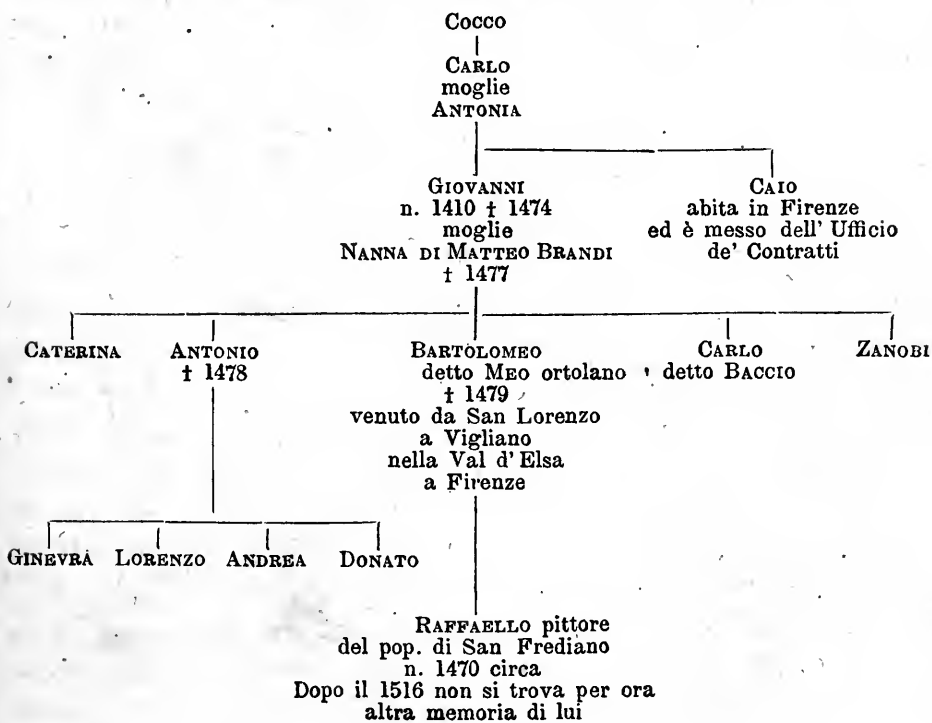 Cocco
Carlo
moglie
Antonia
Giovanni
n. 1410 † 1474
moglie
Nanna di Matteo Brandi
† 1477
Caio
abita in Firenze
ed è messo dell' Ufficio
de' Contratti
Caterina
Antonio
† 1478
Bartolomeo
detto Meo ortolano
† 1479
venuto da San Lorenzo
a Vigliano
nella Val d' Elsa
a Firenze
Carlo
detto Baccio
Zanobi
Ginevra
Lorenzo
Andrea
Donato
Raffaello pittore
del pop. di San Frediano
n. 1470 circa
Dopo il 1516 non si trova per ora
altra memoria di lui